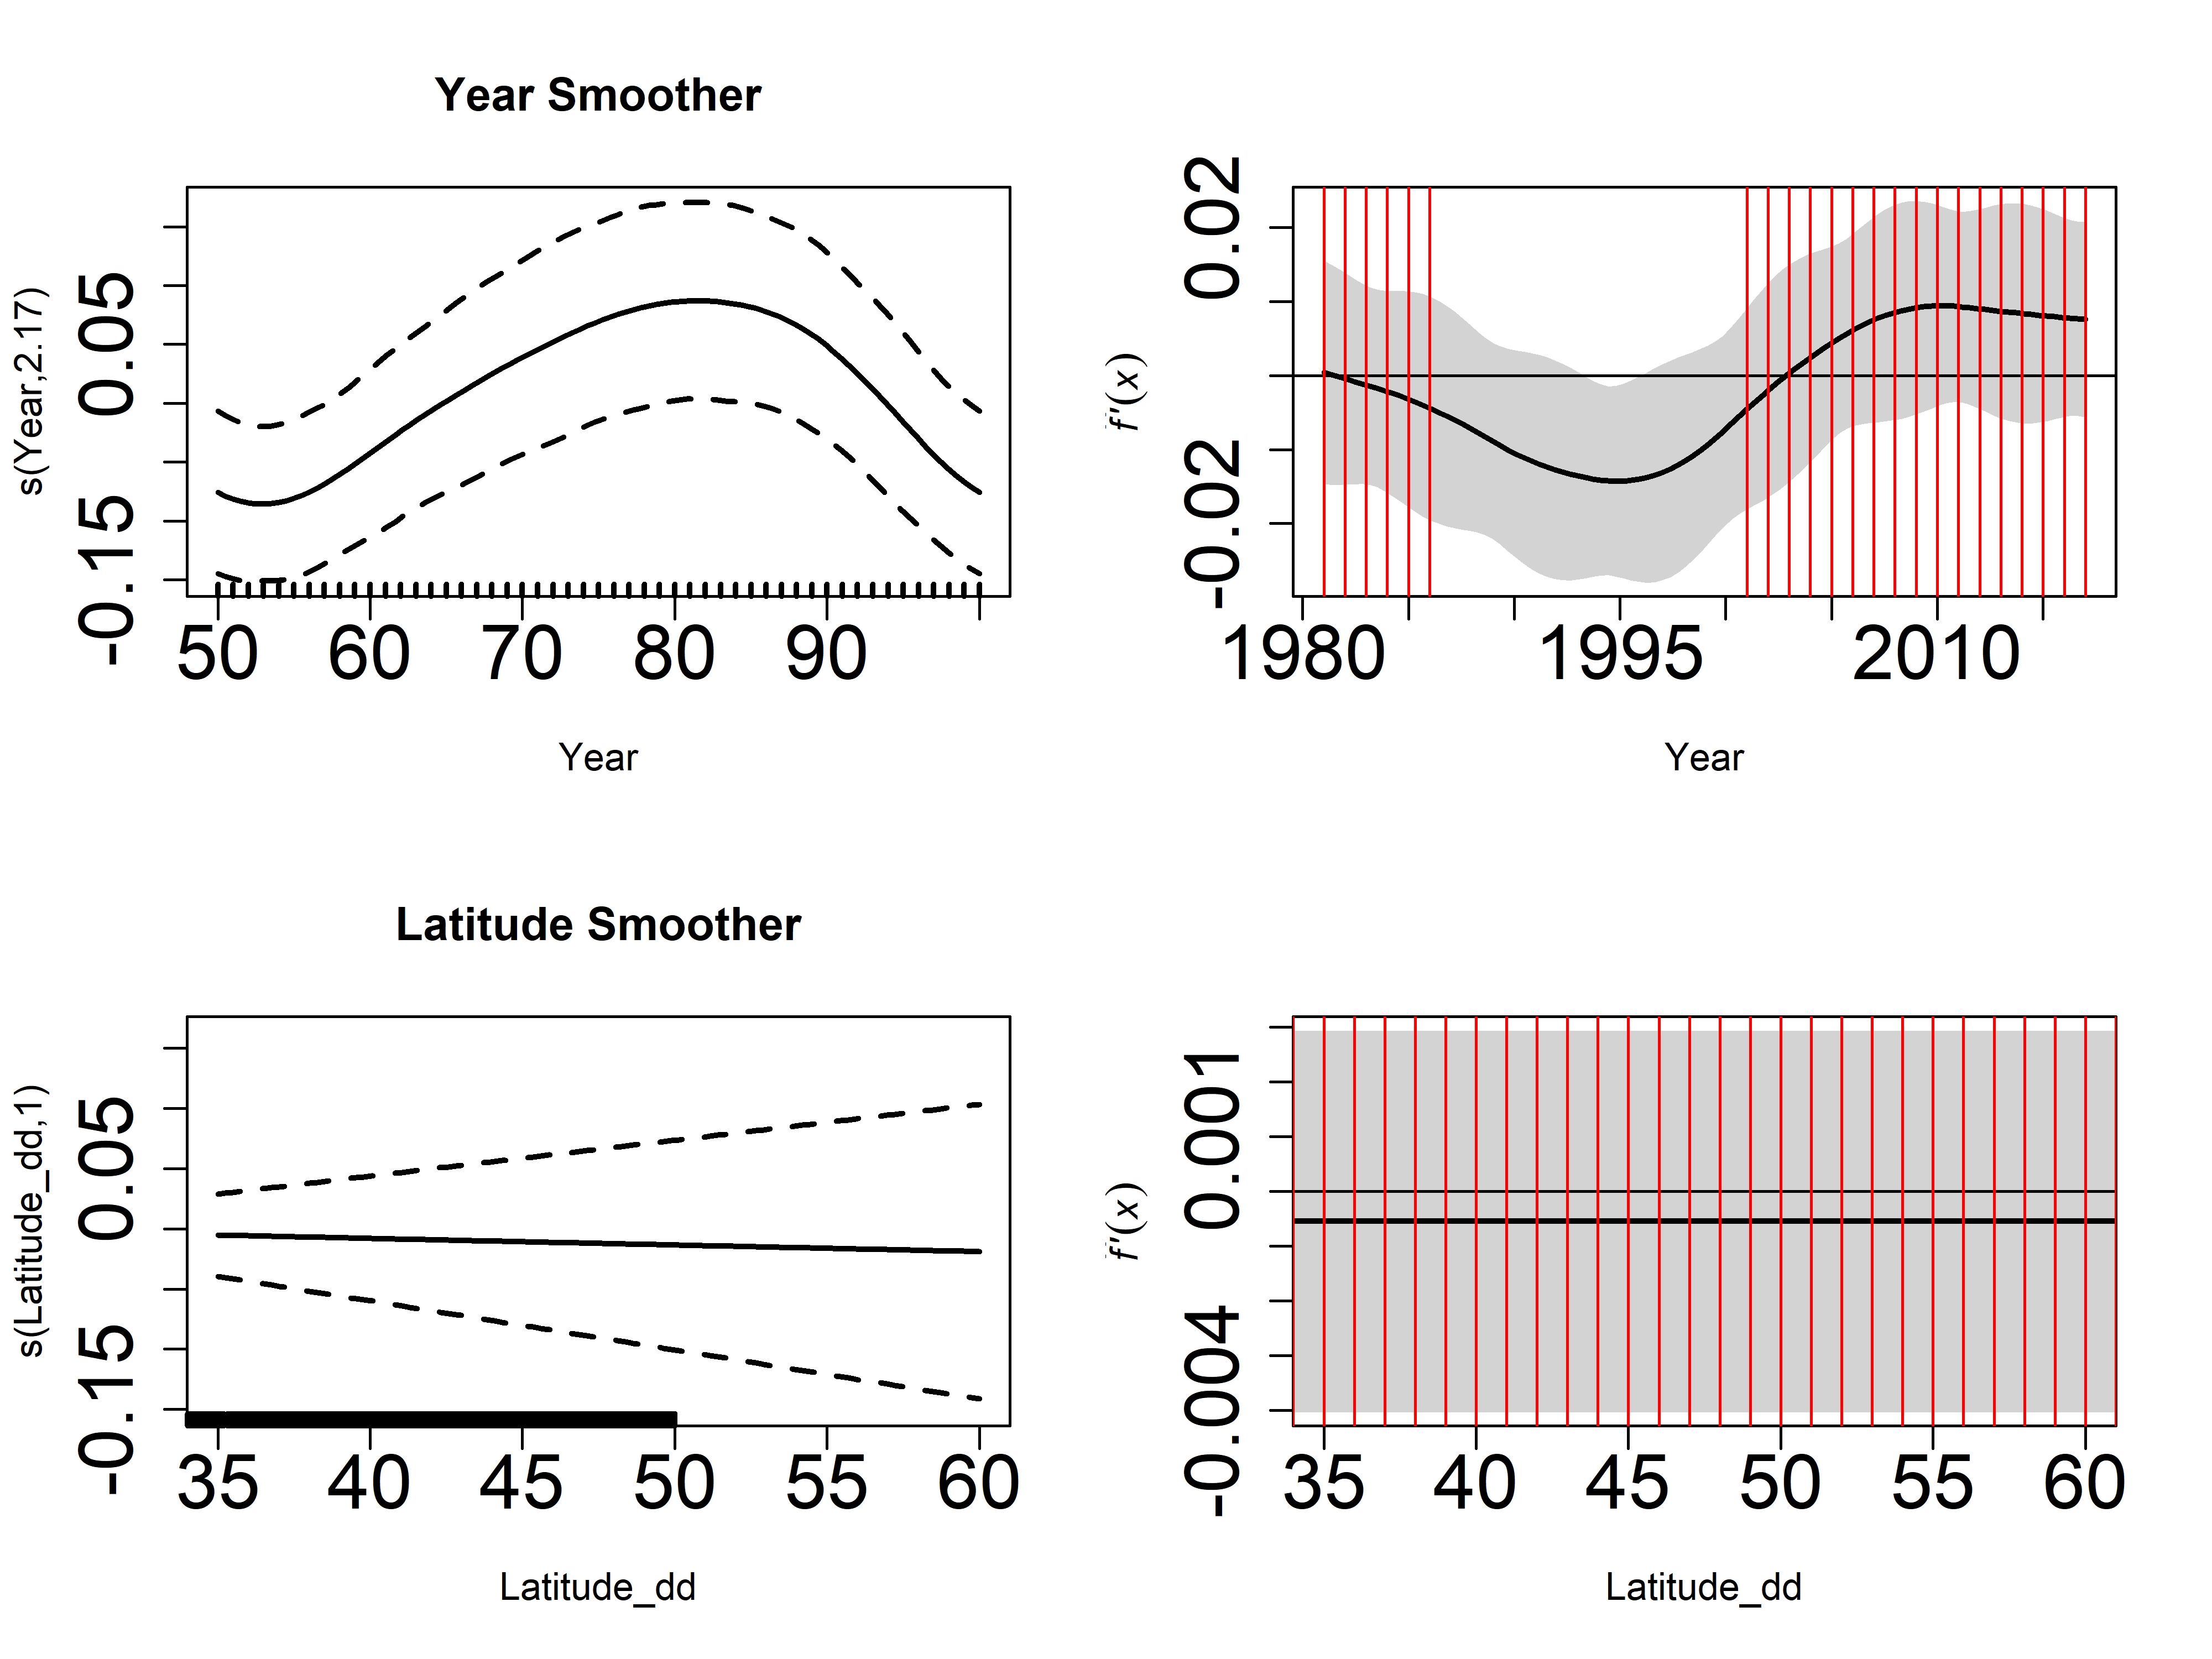 Year Smoother
s(Year,2.17)
0.05
-0.15
50 60 70 80 90
Year
f'(x)
0.02
-0.02
1980 1995 2010
Year
Latitude Smoother
s(Latitude_dd,1)
0.05
-0.15
35 40 45 50 55 60
Latitude_dd
f'(x)
0.001
-0.004
35 40 45 50 55 60
Latitude_dd